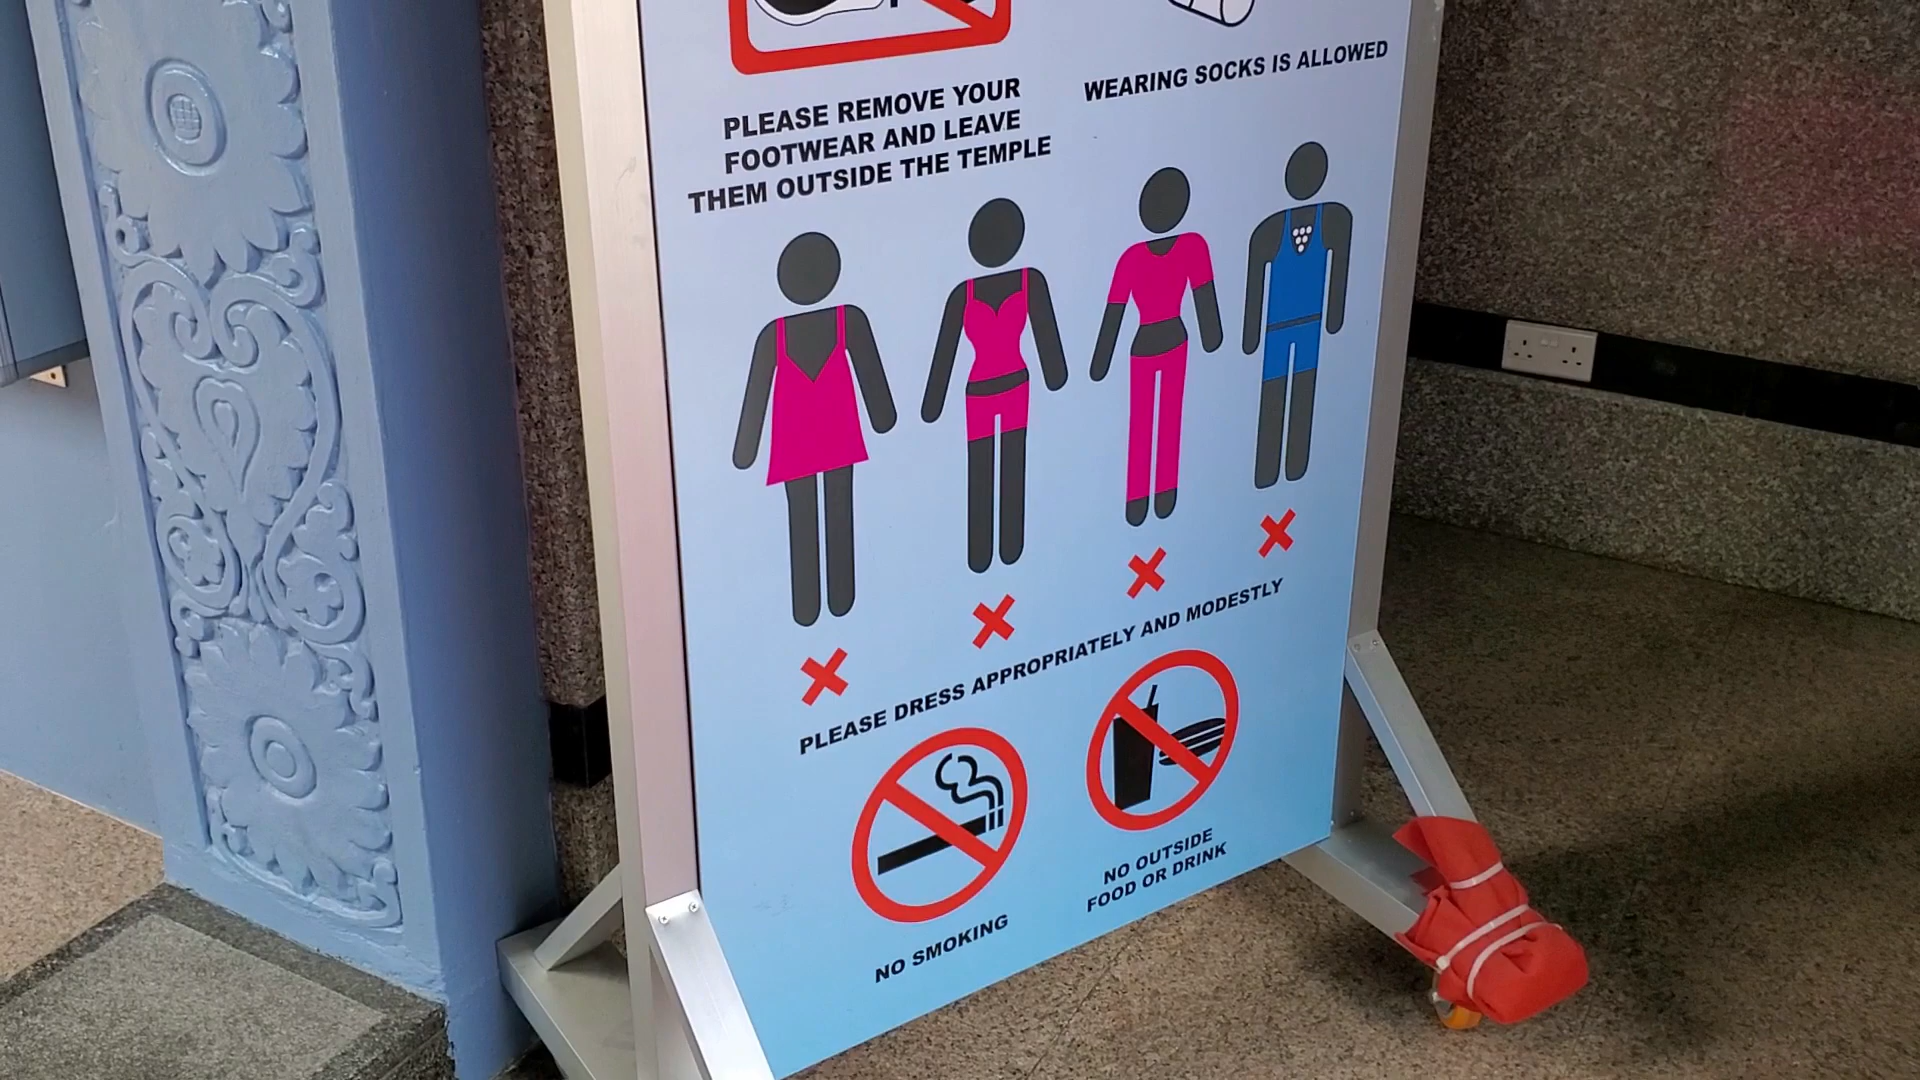 PLEASE REMOVE YOUR
FOOTWEAR AND LEAVE
THEM OUTSIDE THE TEMPLE
WEARING SOCKS IS ALLOWED
PLEASE DRESS APPROPRIATELY AND MODESTLY
NO SMOKING
NO OUTSIDE
FOOD OR DRINK